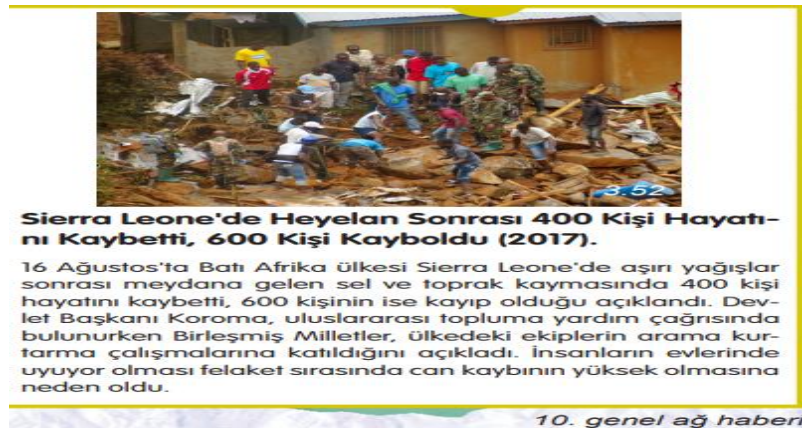 3.52
Sierra Leone'de Heyelan Sonrası 400 Kişi Hayatı-
nı Kaybetti, 600 Kişi Kayboldu (2017).
16 Ağustos'ta Batı Afrika ülkesi Sierra Leone'de aşırı yağışlar
sonrası meydana gelen sel ve toprak kaymasında 400 kişi
hayatını kaybetti, 600 kişinin ise kayıp olduğu açıklandı. Dev-
let Başkanı Koroma, uluslararası topluma yardım çağrısında
bulunurken Birleşmiş Milletler, ülkedeki ekiplerin arama kur-
tarma çalışmalarına katıldığını açıkladı. İnsanların evlerinde
uyuyor olması felaket sırasında can kaybının yüksek olmasına
neden oldu.
10. genel ağ haberi